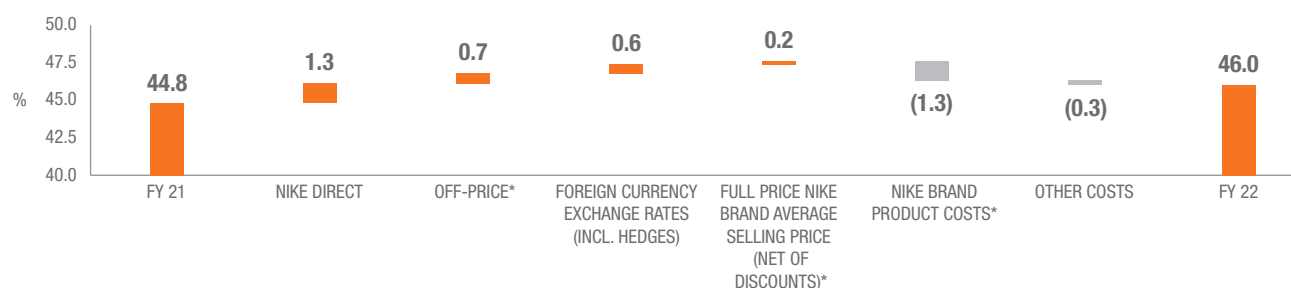 50.0
47.5
%
45.0
42.5
40.0
44.8
1.3
0.7
0.6
0.2
(1.3)
(0.3)
46.0
FY 21
NIKE DIRECT
OFF-PRICE*
FOREIGN CURRENCY
EXCHANGE RATES
(INCL. HEDGES)
FULL PRICE NIKE
BRAND AVERAGE
SELLING PRICE
(NET OF
DISCOUNTS)*
NIKE BRAND
PRODUCT COSTS*
OTHER COSTS
FY 22